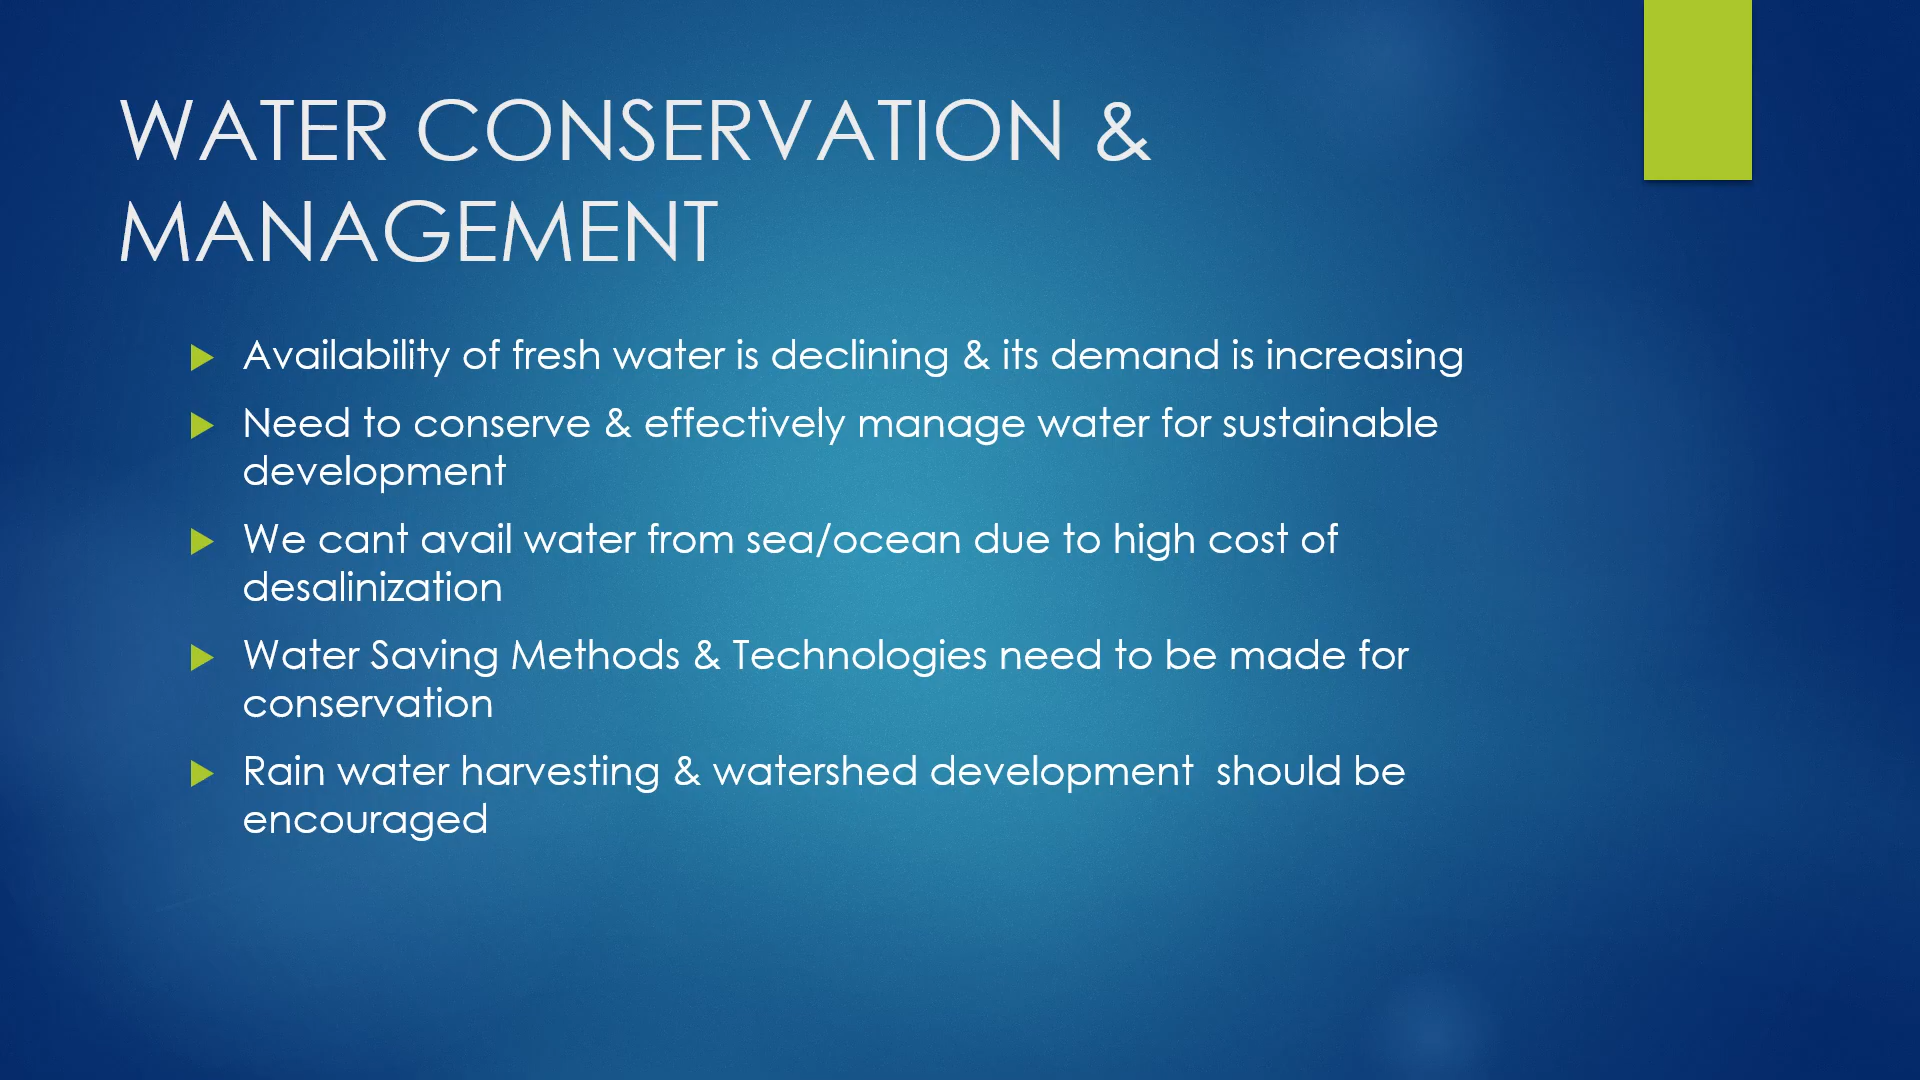 WATER CONSERVATION &
MANAGEMENT
Availability of fresh water is declining & its demand is increasing
Need to conserve & effectively manage water for sustainable
development
We cant avail water from sea/ocean due to high cost of
desalinization
Water Saving Methods & Technologies need to be made for
conservation
Rain water harvesting & watershed development  should be
encouraged